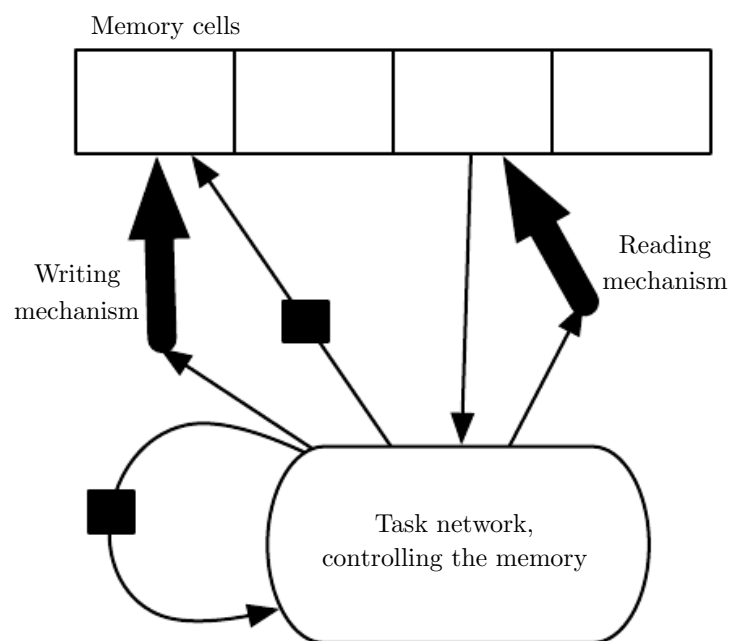 Memory cells
Writing
mechanism
Reading
mechanism
Task network,
controlling the memory